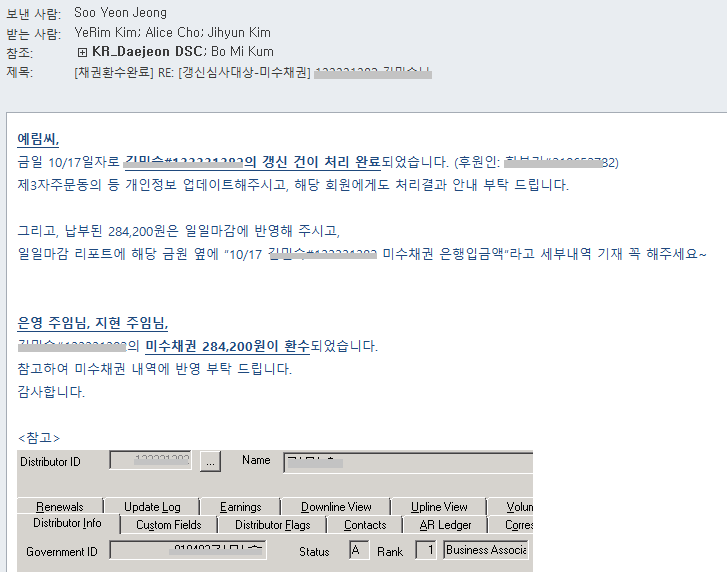 보낸 사람: Soo Yeon Jeong
받는 사람: YeRim Kim; Alice Cho; Jihyun Kim
참조: KR_Daejeon DSC; Bo Mi Kum
제목: [채권환수완료] RE: [갱신심사대상-미수채권]
예림씨,
금일 10/17일자로 의 갱신 건이 처리 완료되었습니다. (후원인: )
제3자주문동의 등 개인정보 업데이트해주시고, 해당 회원에게도 처리결과 안내 부탁 드립니다.
그리고, 납부된 284,200원은 일일마감에 반영해 주시고,
일일마감 리포트에 해당 금원 옆에 “10/17 미수채권 은행입금액”라고 세부내역 기재 꼭 해주세요~
은영 주임님, 지현 주임님,
의 미수채권 284,200원이 환수되었습니다.
참고하여 미수채권 내역에 반영 부탁 드립니다.
감사합니다.
<참고>
Distributor ID ... Name
Renewals Update Log Earnings Downline View Upline View Volun
Distributor Info Custom Fields Distributor Flags Contacts AR Ledger Corres
Government ID Status A Rank 1 Business Associa